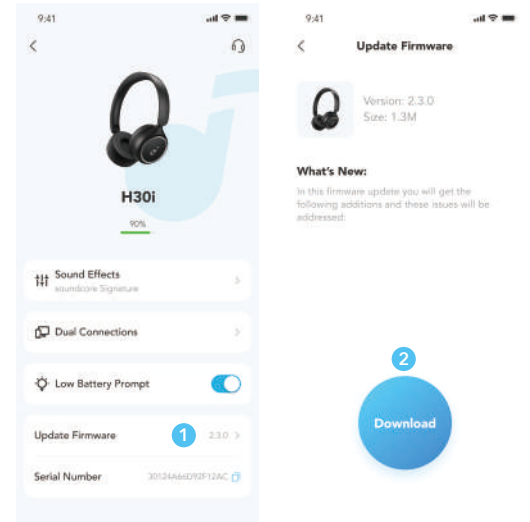 9:41
H30i
90%
Sound Effects
soundcore Signature
Dual Connections
Low Battery Prompt
Update Firmware
1
2.3.0
Serial Number
30124A66D92F12AC
9:41
Update Firmware
Version: 2.3.0
Size: 1.3M
What's New:
In this firmware update you will get the
following additions and these issues will be
addressed:
2
Download